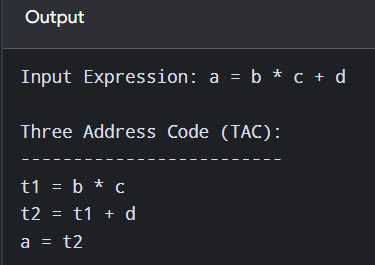 Output
Input Expression: a = b * c + d
Three Address Code (TAC):
-------------------------
t1 = b * c
t2 = t1 + d
a = t2